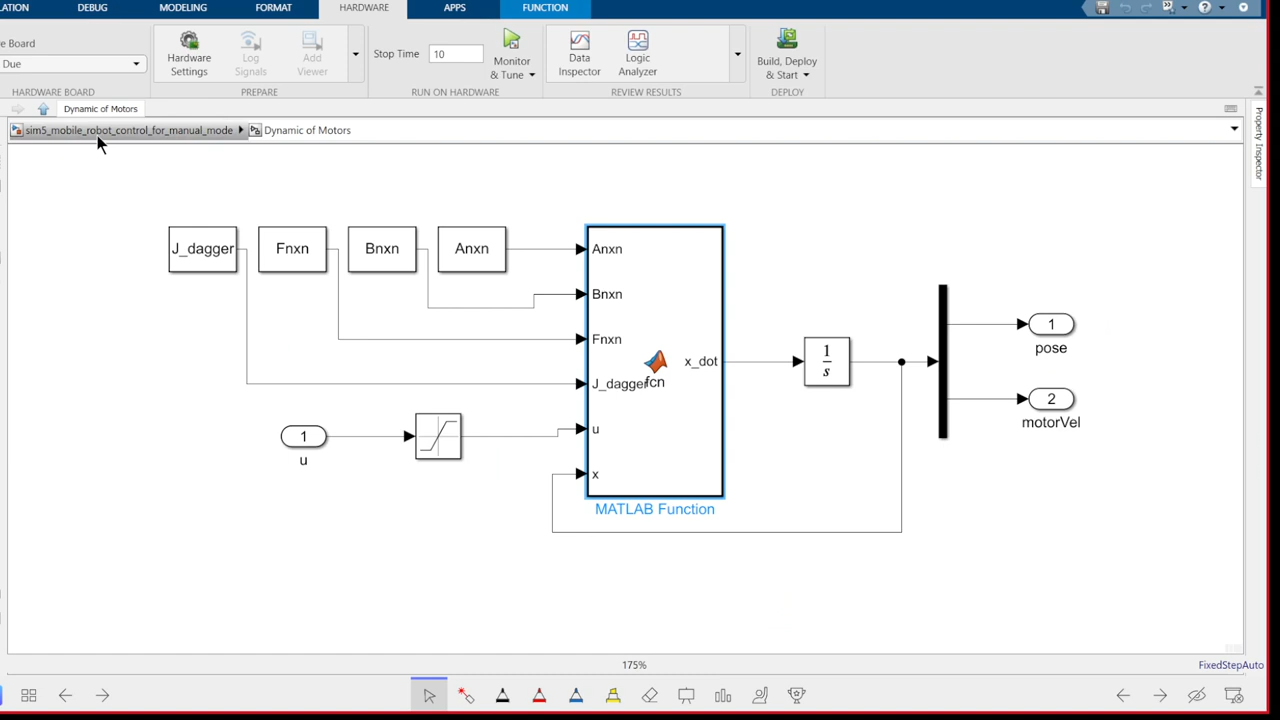 LATION DEBUG MODELING FORMAT HARDWARE APPS FUNCTION
e Board
Due
Hardware Settings
Log Signals
Add Viewer
Stop Time 10
Monitor & Tune
Data Inspector
Logic Analyzer
Build, Deploy & Start
HARDWARE BOARD PREPARE RUN ON HARDWARE REVIEW RESULTS DEPLOY
Dynamic of Motors
sim5_mobile_robot_control_for_manual_mode Dynamic of Motors
Property Inspector
J_dagger Fnxn Bnxn Anxn
Anxn
Bnxn
Fnxn
J_dagger
fcn
u
x
x_dot
MATLAB Function
1
u
1
s
1
pose
2
motorVel
175%
FixedStepAuto